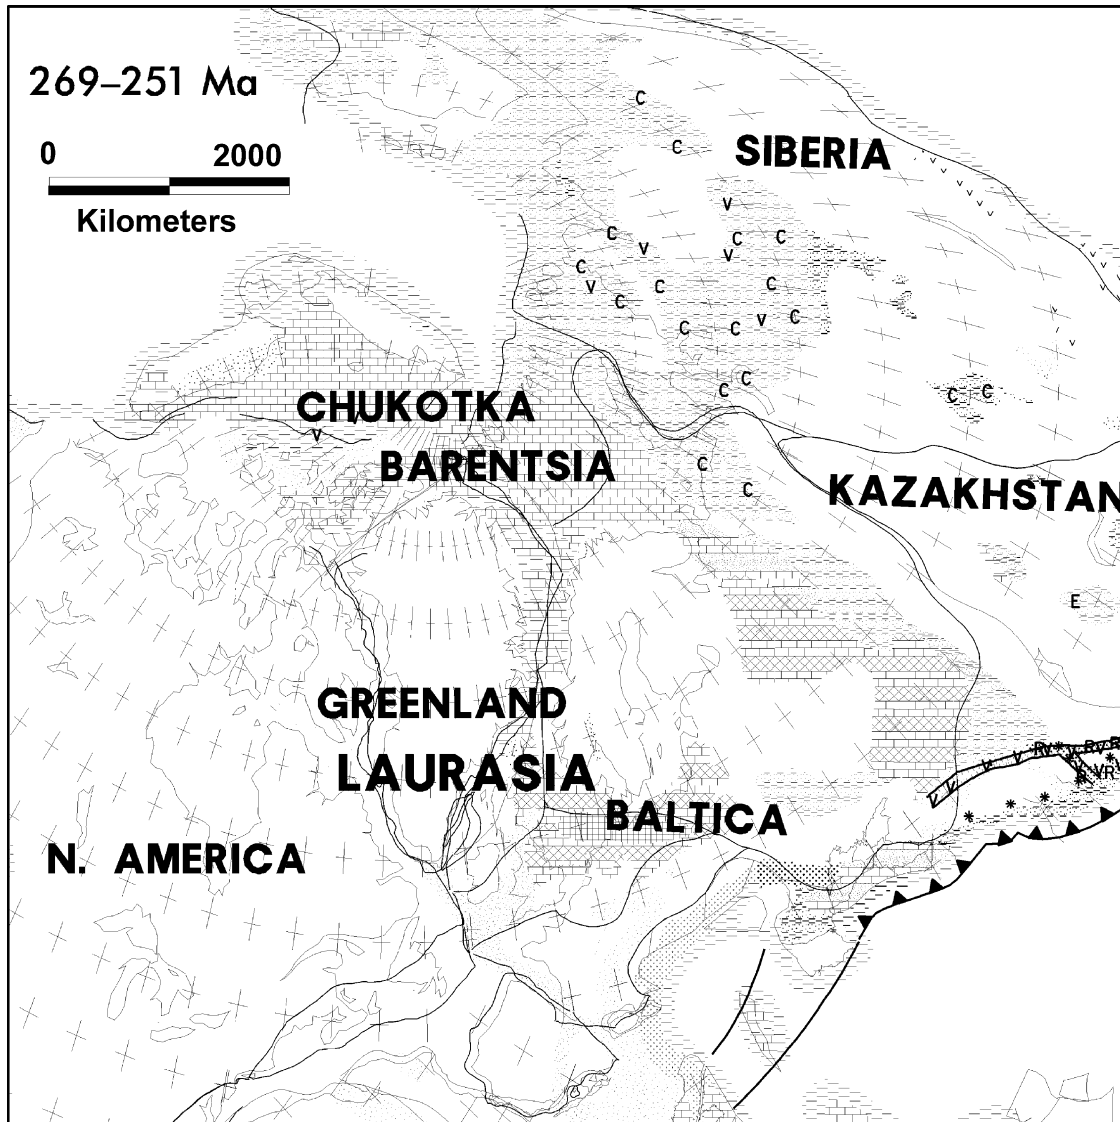 269–251 Ma
0 2000
Kilometers
SIBERIA
C
C
V
C
V
C
C
V
C
V
C
C
C
V
C
C
C
C
C
C
C
CHUKOTKA
V
BARENTSIA
C
C
KAZAKHSTAN
E
GREENLAND
LAURASIA
BALTICA
N. AMERICA